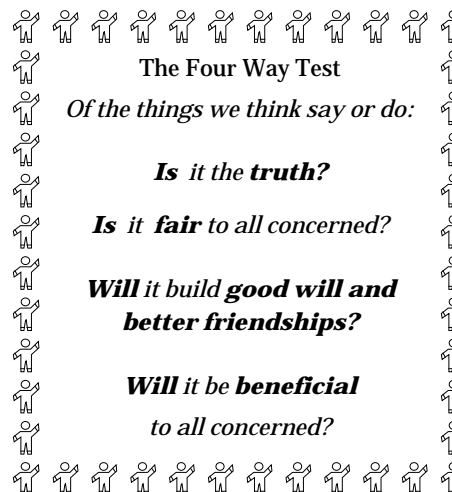 The Four Way Test
Of the things we think say or do:
Is it the truth?
Is it fair to all concerned?
Will it build good will and
better friendships?
Will it be beneficial
to all concerned?